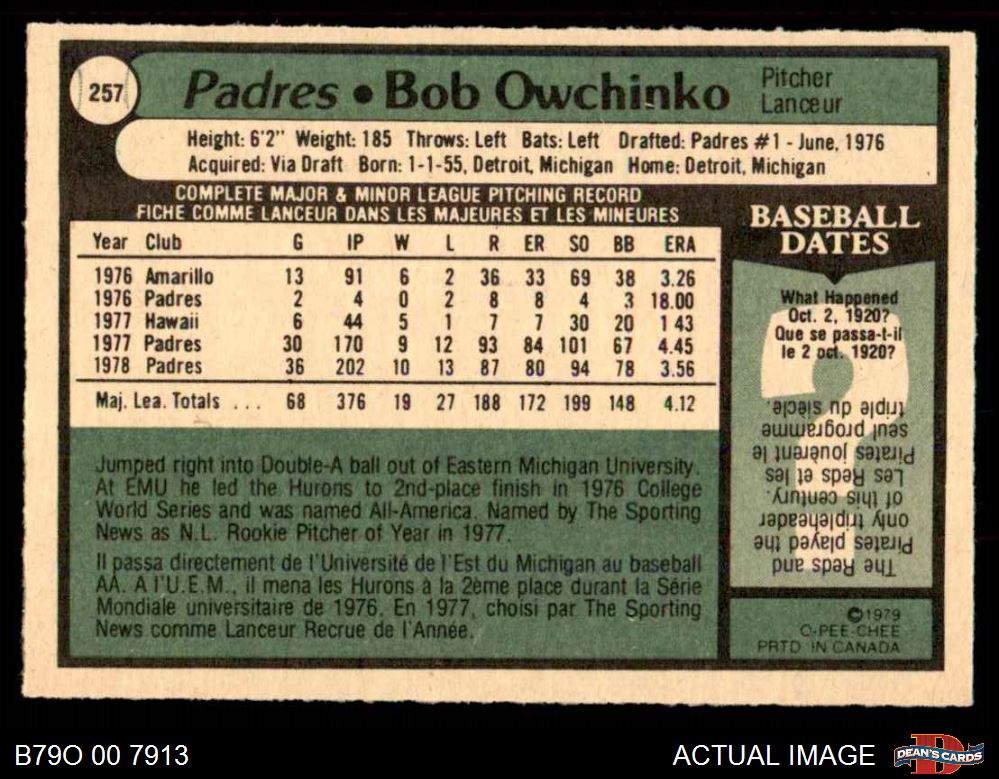 257
Padres • Bob Owchinko
Pitcher
Lanceur
Height: 6'2" Weight: 185 Throws: Left Bats: Left Drafted: Padres #1 - June, 1976
Acquired: Via Draft Born: 1-1-55, Detroit, Michigan Home: Detroit, Michigan
COMPLETE MAJOR & MINOR LEAGUE PITCHING RECORD
FICHE COMME LANCEUR DANS LES MAJEURES ET LES MINEURES
Year Club G IP W L R ER SO BB ERA
1976 Amarillo 13 91 6 2 36 33 69 38 3.26
1976 Padres 2 4 0 2 8 8 4 3 18.00
1977 Hawaii 6 44 5 1 7 7 30 20 1 43
1977 Padres 30 170 9 12 93 84 101 67 4.45
1978 Padres 36 202 10 13 87 80 94 78 3.56
Maj. Lea. Totals ... 68 376 19 27 188 172 199 148 4.12
Jumped right into Double-A ball out of Eastern Michigan University.
At EMU he led the Hurons to 2nd-place finish in 1976 College
World Series and was named All-America. Named by The Sporting
News as N.L. Rookie Pitcher of Year in 1977.
Il passa directement de l'Université de l'Est du Michigan au baseball
AA. A l'U.E.M., il mena les Hurons à la 2ème place durant la Série
Mondiale universitaire de 1976. En 1977, choisi par The Sporting
News comme Lanceur Recrue de l'Année.
BASEBALL
DATES
What Happened
Oct. 2, 1920?
Que se passa-t-il
le 2 oct. 1920?
The Reds and
Pirates played the
only tripleheader
of this century.
Les Reds et les
Pirates jouèrent le
seul programme
triple du siècle.
©1979
O-PEE-CHEE
PRTD IN CANADA
B79O 00 7913
ACTUAL IMAGE
DEAN'S CARDS